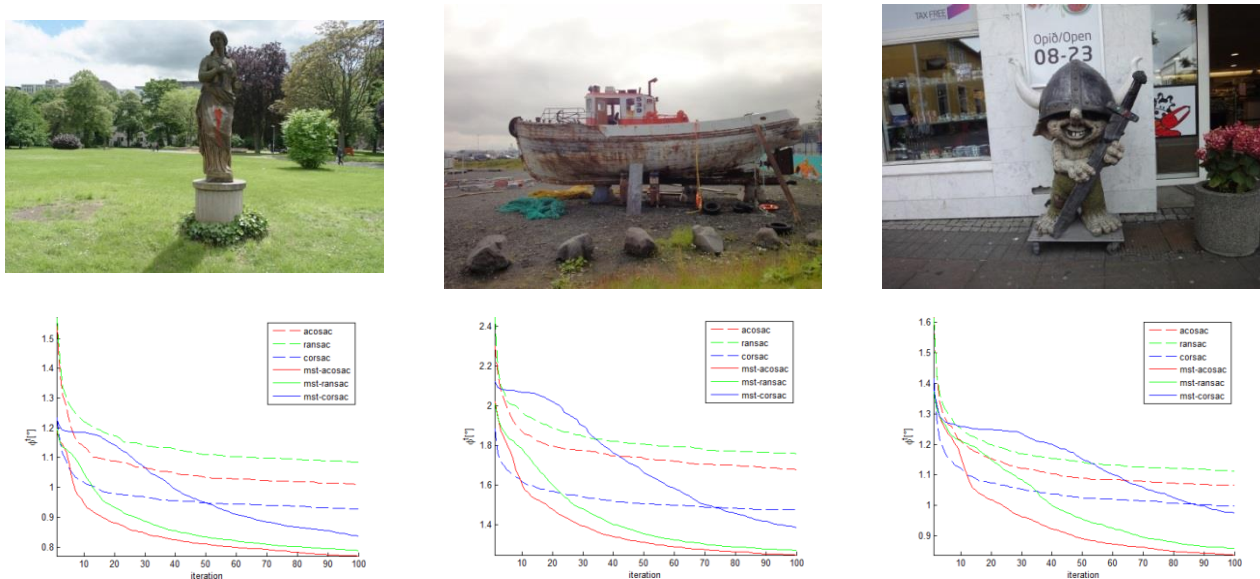 TAX FREE
Opið/Open
08-23
1.5
1.4
1.3
1.2
1.1
1
0.9
0.8
acosac
ransac
corsac
mst-acosac
mst-ransac
mst-corsac
10 20 30 40 50 60 70 80 90 100
iteration
2.4
2.2
2
1.8
1.6
1.4
acosac
ransac
corsac
mst-acosac
mst-ransac
mst-corsac
10 20 30 40 50 60 70 80 90 100
iteration
1.6
1.5
1.4
1.3
1.2
1.1
1
0.9
acosac
ransac
corsac
mst-acosac
mst-ransac
mst-corsac
10 20 30 40 50 60 70 80 90 100
iteration